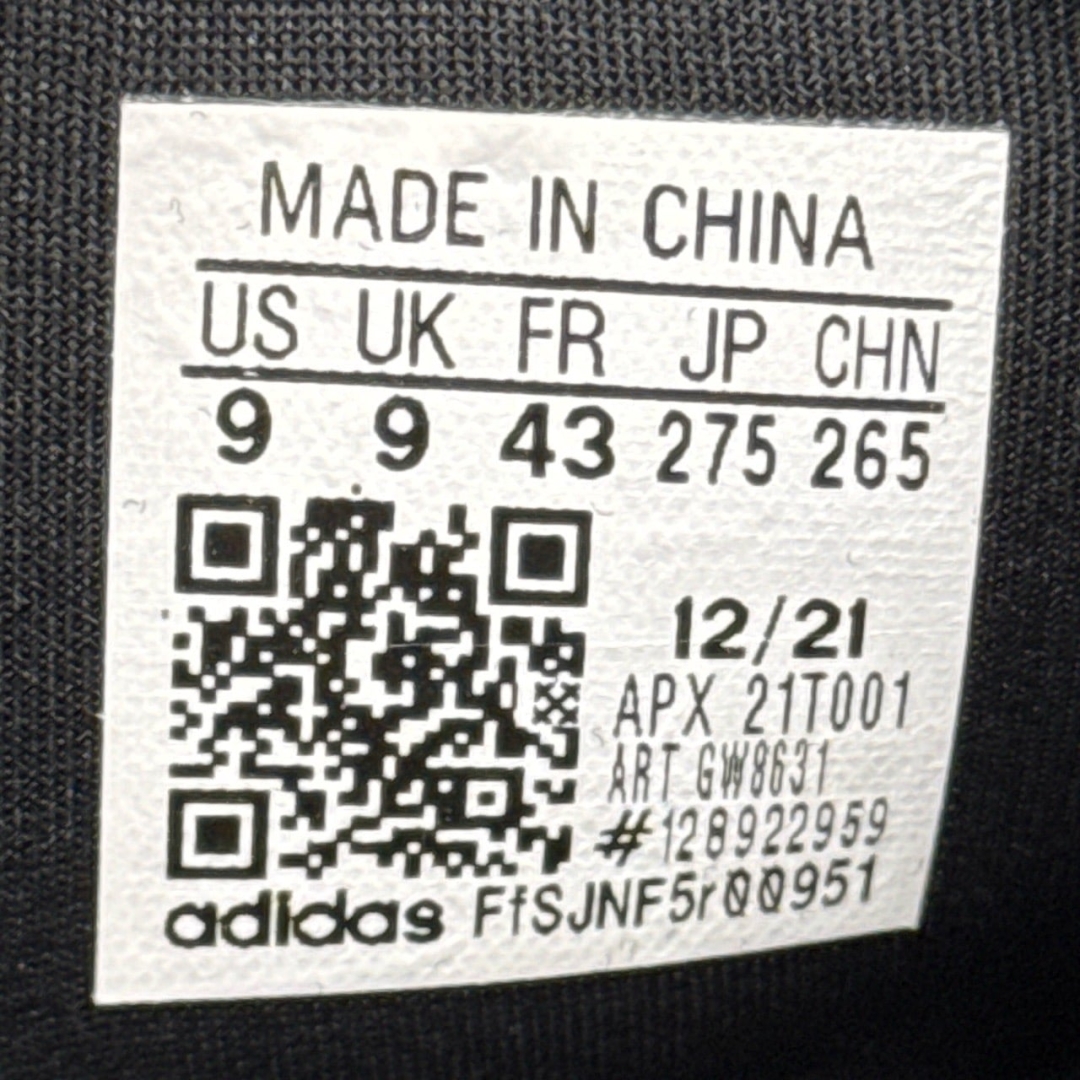 MADE IN CHINA
US UK FR JP CHN
9 9 43 275 265
12/21
APX 21T001
ART GW8631
#128922959
adidas FfSJNF5r00951